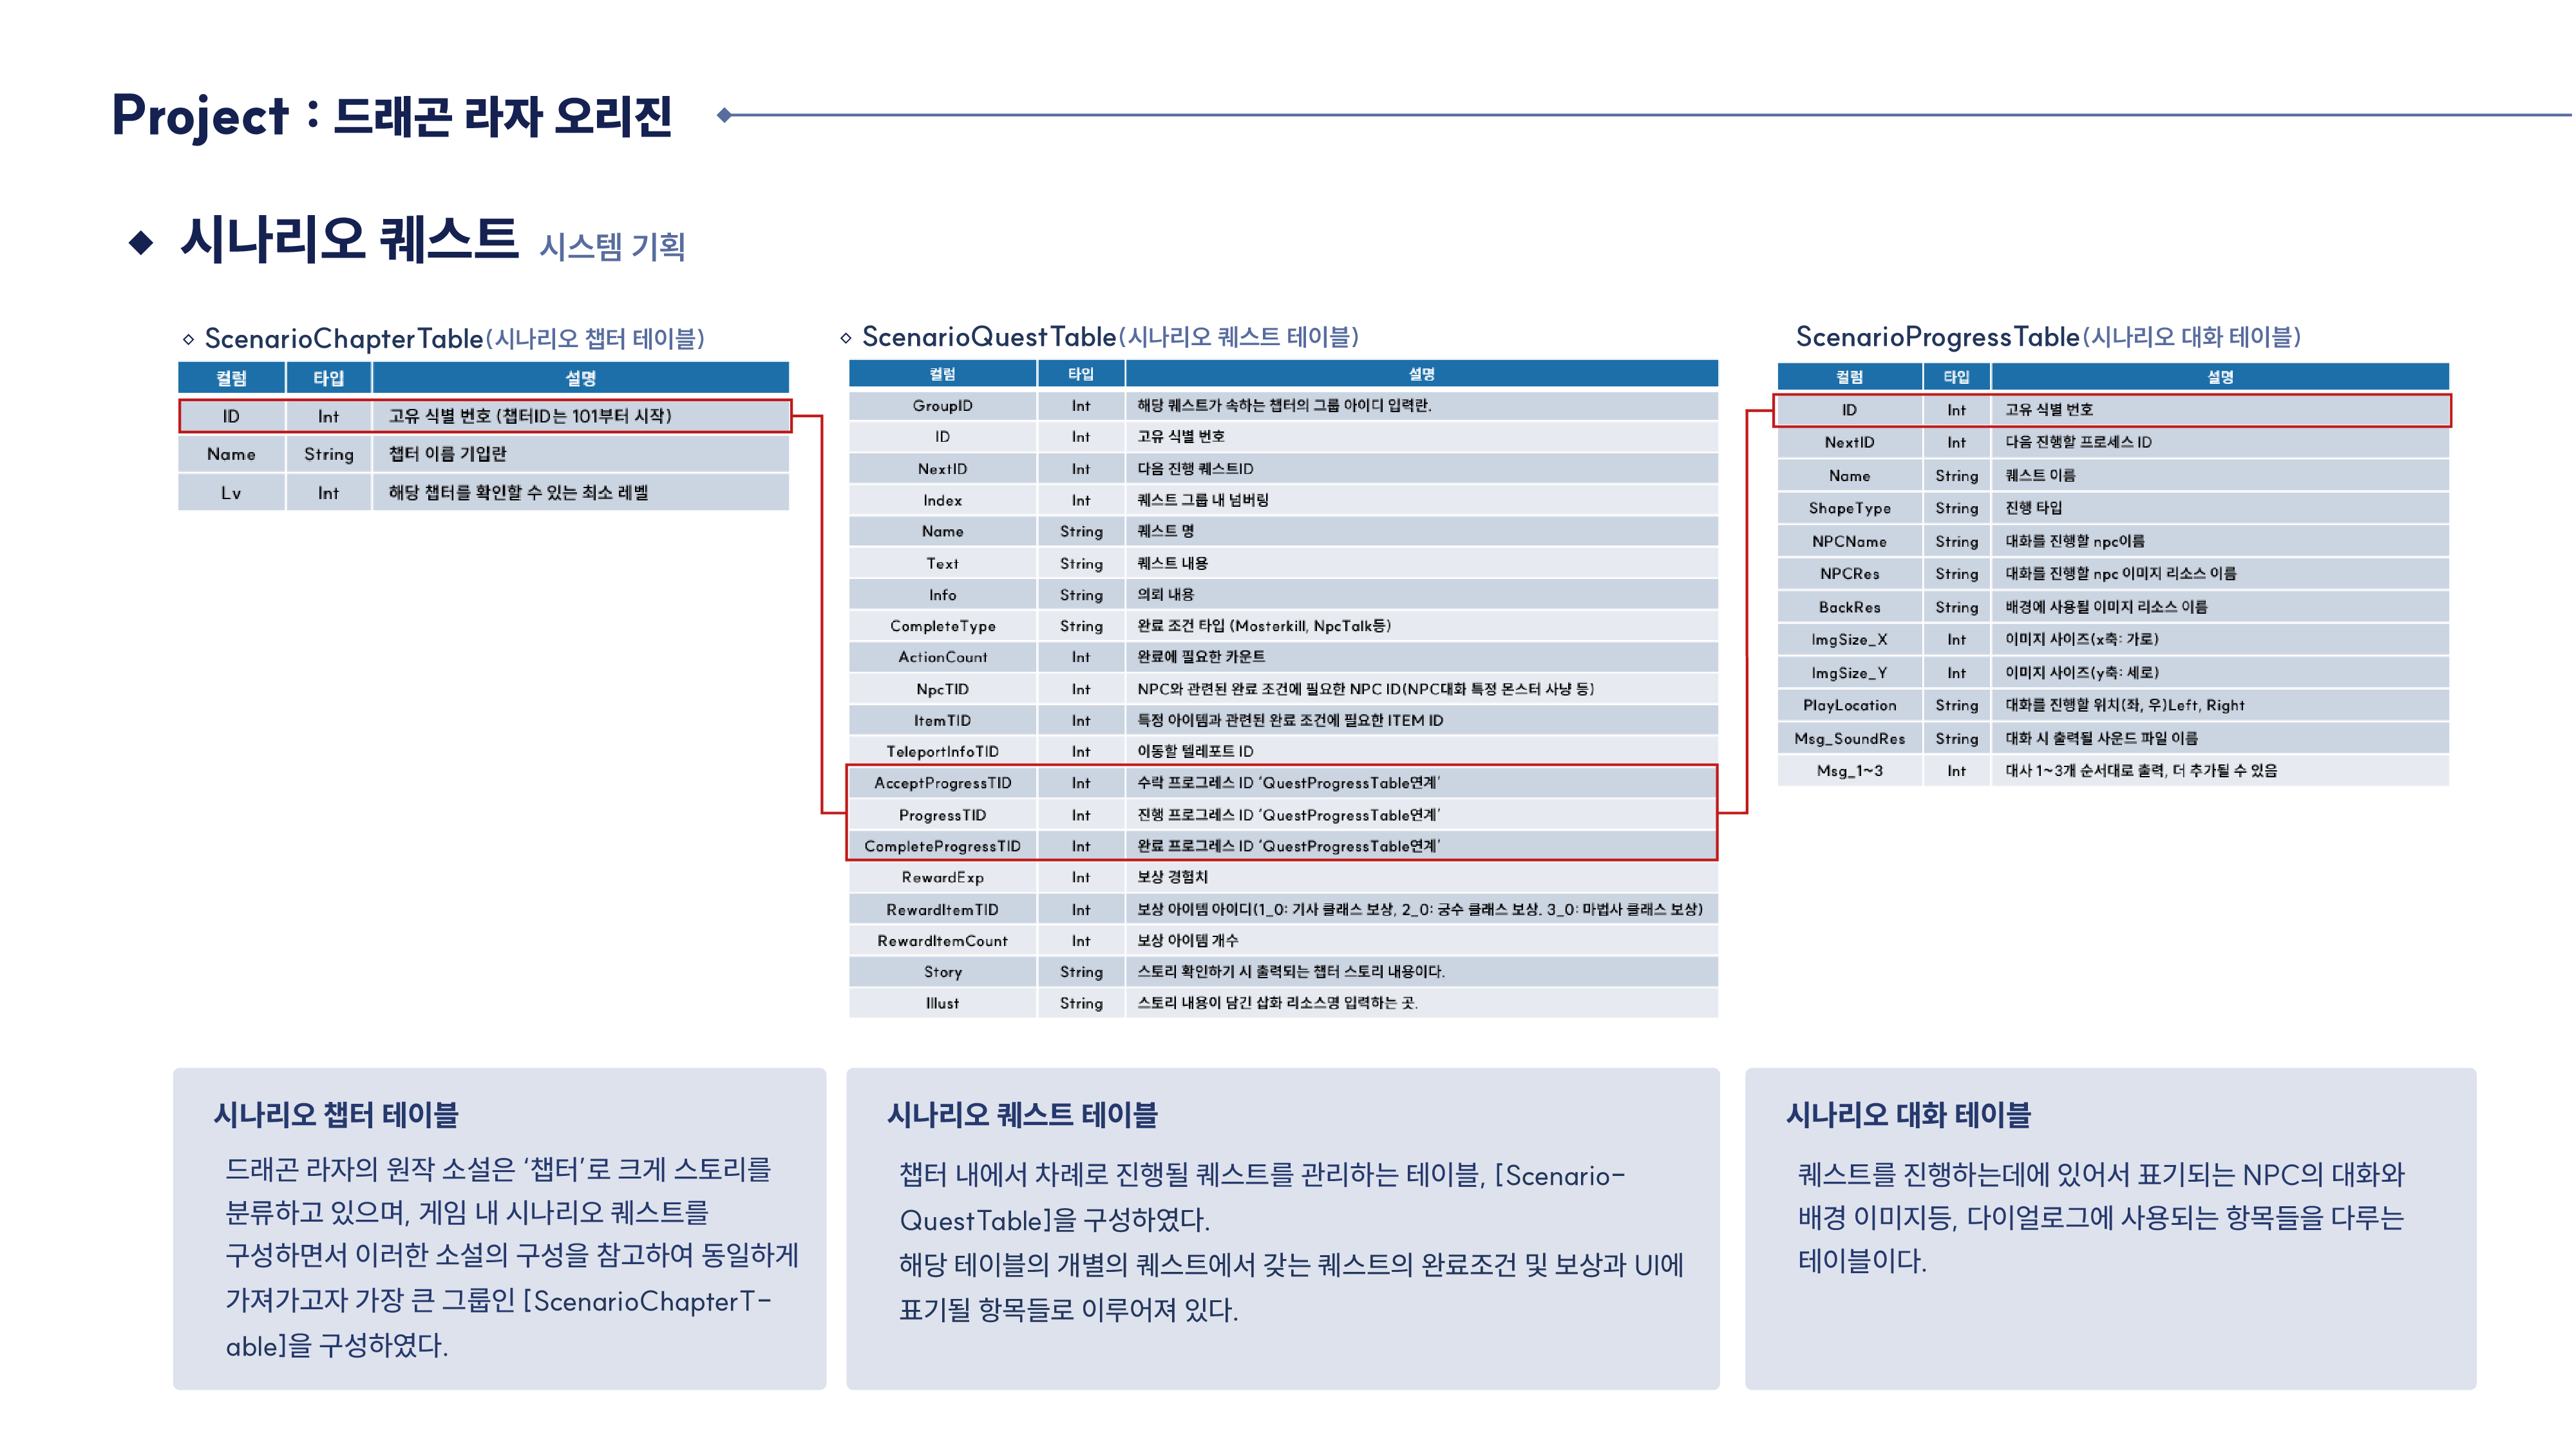 Project : 드래곤 라자 오리진
◆ 시나리오 퀘스트 시스템 기획
◇ ScenarioChapterTable(시나리오 챕터 테이블)
컬럼 타입 설명
ID Int 고유 식별 번호 (챕터ID는 101부터 시작)
Name String 챕터 이름 기입란
Lv Int 해당 챕터를 확인할 수 있는 최소 레벨
◇ ScenarioQuestTable(시나리오 퀘스트 테이블)
컬럼 타입 설명
GroupID Int 해당 퀘스트가 속하는 챕터의 그룹 아이디 입력란.
ID Int 고유 식별 번호
NextID Int 다음 진행 퀘스트ID
Index Int 퀘스트 그룹 내 넘버링
Name String 퀘스트 명
Text String 퀘스트 내용
Info String 의뢰 내용
CompleteType String 완료 조건 타입 (Mosterkill, NpcTalk등)
ActionCount Int 완료에 필요한 카운트
NpcTID Int NPC와 관련된 완료 조건에 필요한 NPC ID(NPC대화 특정 몬스터 사냥 등)
ItemTID Int 특정 아이템과 관련된 완료 조건에 필요한 ITEM ID
TeleportInfoTID Int 이동할 텔레포트 ID
AcceptProgressTID Int 수락 프로그레스 ID ‘QuestProgressTable연계’
ProgressTID Int 진행 프로그레스 ID ‘QuestProgressTable연계’
CompleteProgressTID Int 완료 프로그레스 ID ‘QuestProgressTable연계’
RewardExp Int 보상 경험치
RewardItemTID Int 보상 아이템 아이디(1_0: 기사 클래스 보상, 2_0: 궁수 클래스 보상. 3_0: 마법사 클래스 보상)
RewardItemCount Int 보상 아이템 개수
Story String 스토리 확인하기 시 출력되는 챕터 스토리 내용이다.
Illust String 스토리 내용이 담긴 삽화 리소스명 입력하는 곳.
ScenarioProgressTable(시나리오 대화 테이블)
컬럼 타입 설명
ID Int 고유 식별 번호
NextID Int 다음 진행할 프로세스 ID
Name String 퀘스트 이름
ShapeType String 진행 타입
NPCName String 대화를 진행할 npc이름
NPCRes String 대화를 진행할 npc 이미지 리소스 이름
BackRes String 배경에 사용될 이미지 리소스 이름
ImgSize_X Int 이미지 사이즈(x축: 가로)
ImgSize_Y Int 이미지 사이즈(y축: 세로)
PlayLocation String 대화를 진행할 위치(좌, 우)Left, Right
Msg_SoundRes String 대화 시 출력될 사운드 파일 이름
Msg_1~3 Int 대사 1~3개 순서대로 출력, 더 추가될 수 있음
시나리오 챕터 테이블
드래곤 라자의 원작 소설은 ‘챕터’로 크게 스토리를
분류하고 있으며, 게임 내 시나리오 퀘스트를
구성하면서 이러한 소설의 구성을 참고하여 동일하게
가져가고자 가장 큰 그룹인 [ScenarioChapterT-
able]을 구성하였다.
시나리오 퀘스트 테이블
챕터 내에서 차례로 진행될 퀘스트를 관리하는 테이블, [Scenario-
QuestTable]을 구성하였다.
해당 테이블의 개별의 퀘스트에서 갖는 퀘스트의 완료조건 및 보상과 UI에
표기될 항목들로 이루어져 있다.
시나리오 대화 테이블
퀘스트를 진행하는데에 있어서 표기되는 NPC의 대화와
배경 이미지등, 다이얼로그에 사용되는 항목들을 다루는
테이블이다.